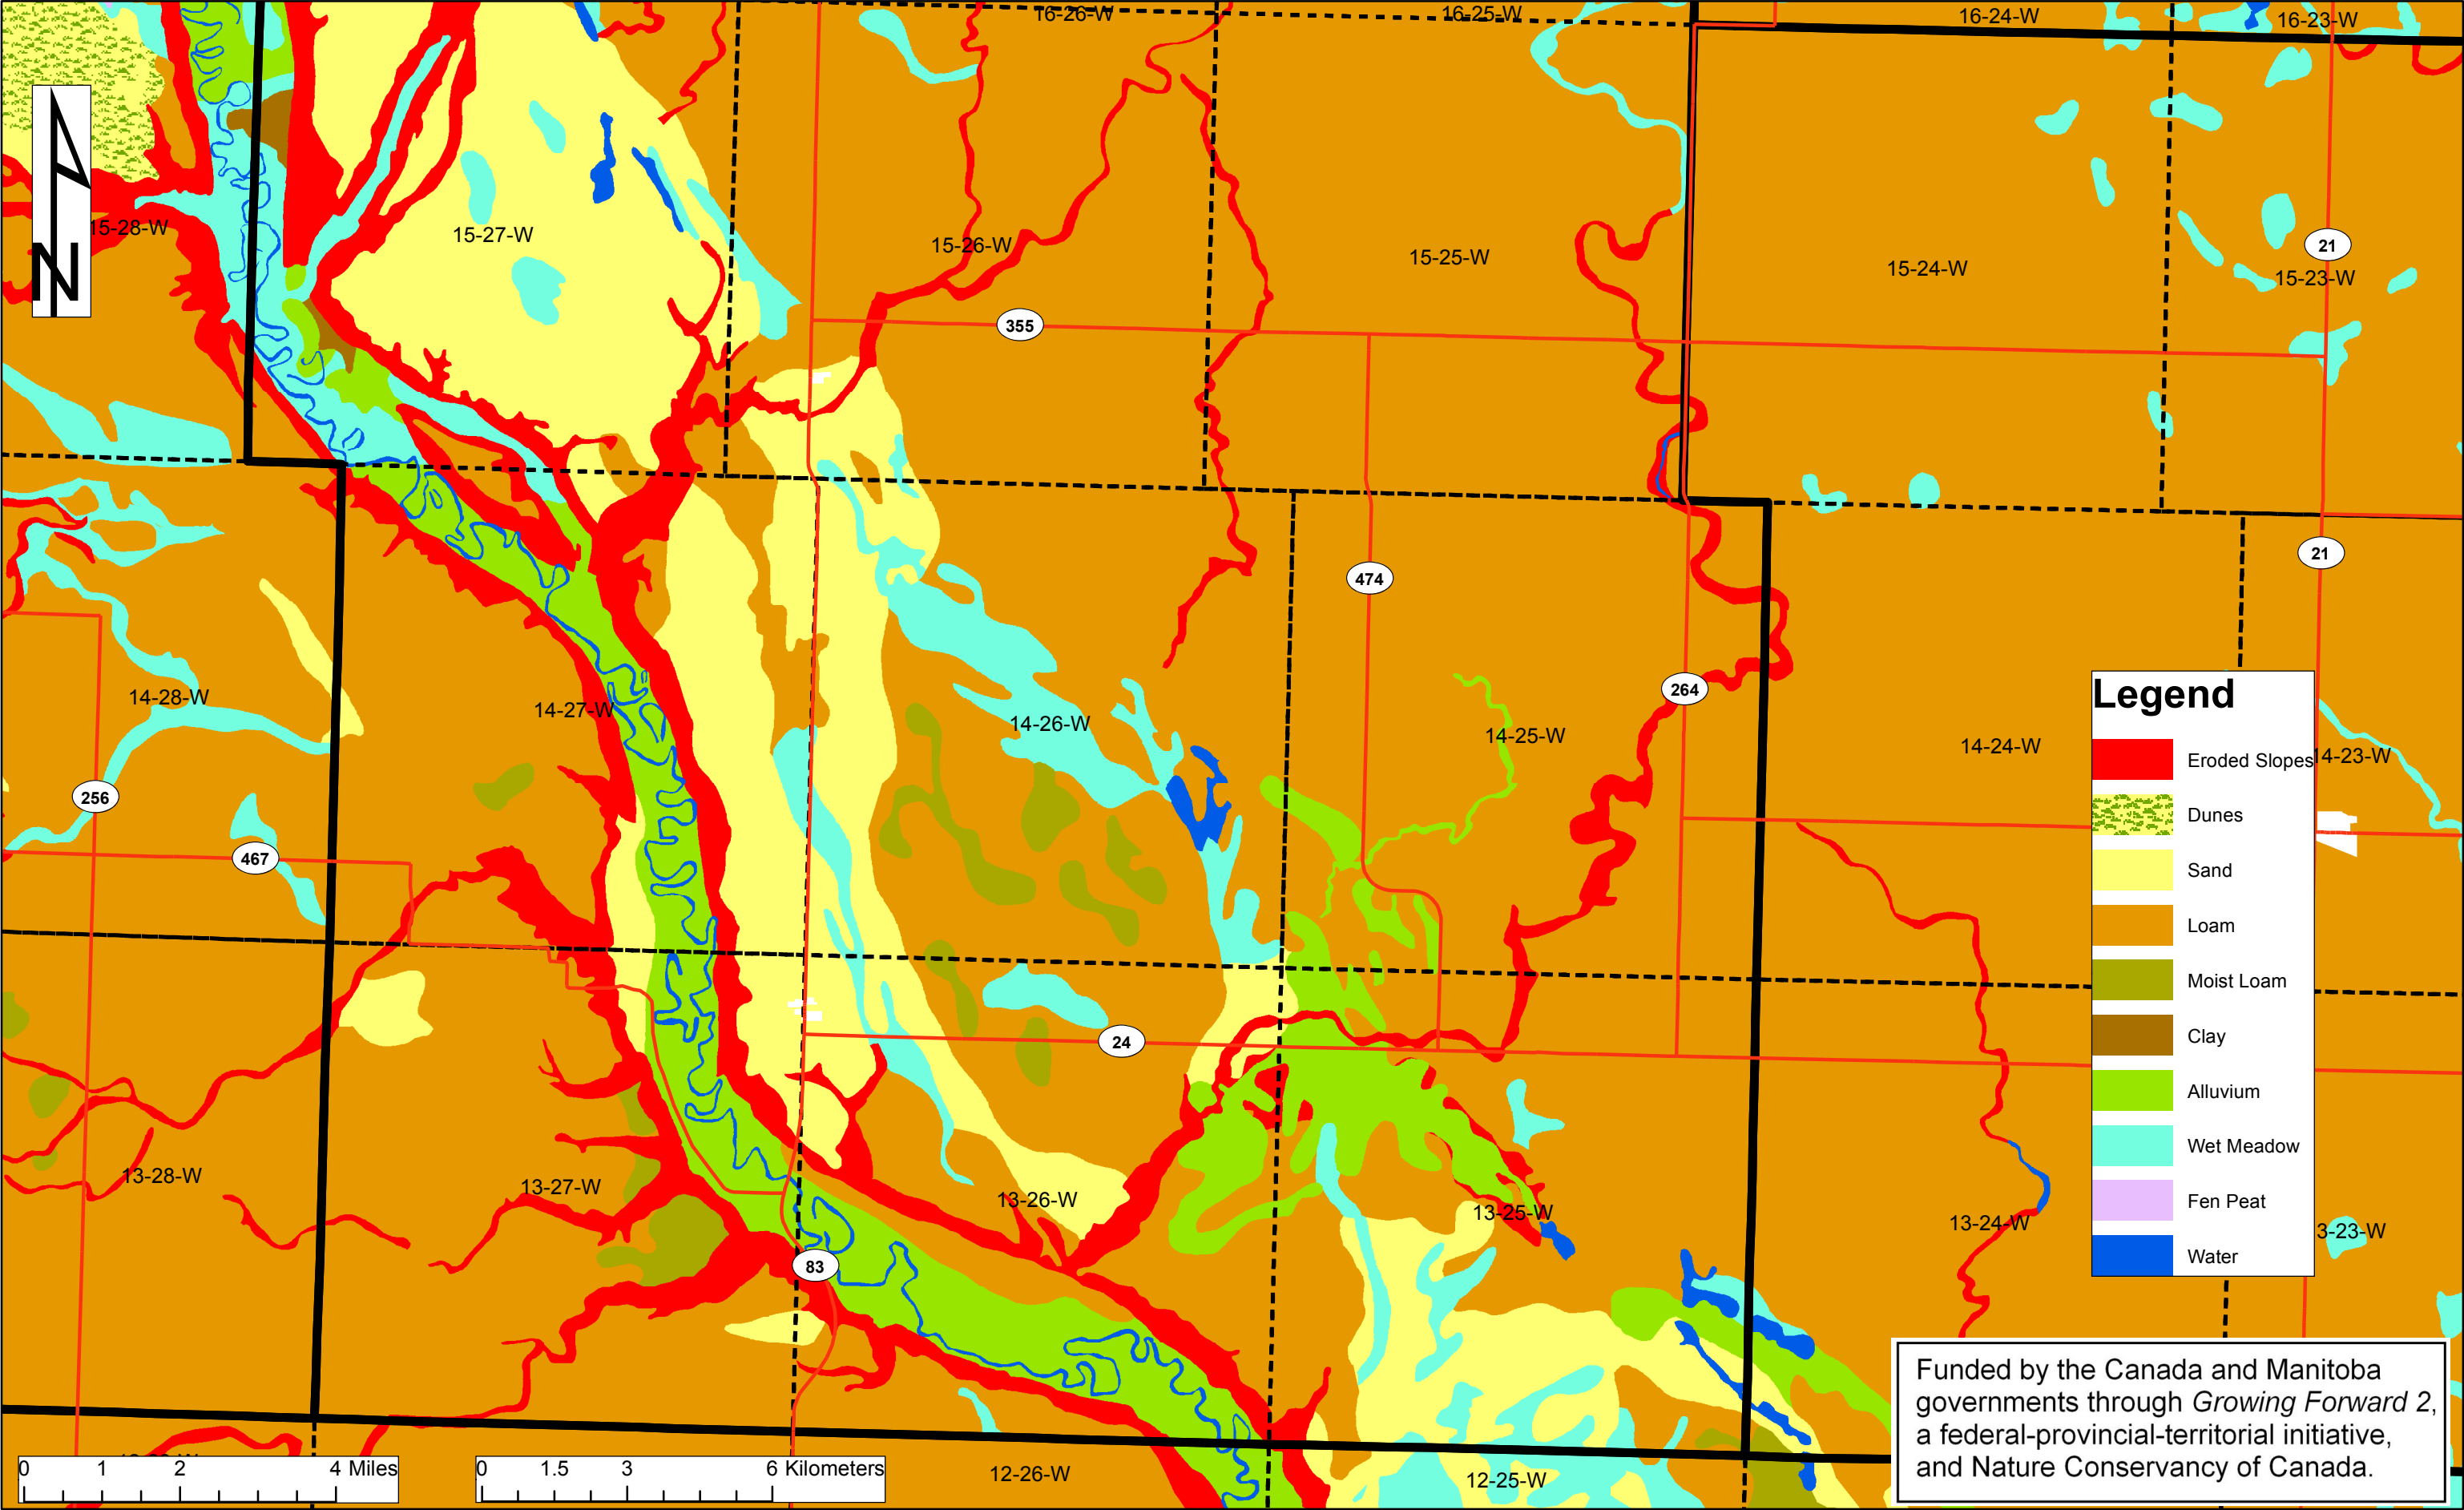 16-26-W
16-25-W
16-24-W
16-23-W
15-28-W
15-27-W
15-26-W
15-25-W
15-24-W
21
15-23-W
N
355
21
474
264
14-28-W
14-27-W
14-26-W
14-25-W
14-24-W
14-23-W
256
467
24
13-28-W
13-27-W
13-26-W
13-25-W
13-24-W
3-23-W
83
12-26-W
12-25-W
Legend
Eroded Slopes
Dunes
Sand
Loam
Moist Loam
Clay
Alluvium
Wet Meadow
Fen Peat
Water
0 1 2 4 Miles
0 1.5 3 6 Kilometers
Funded by the Canada and Manitoba
governments through Growing Forward 2,
a federal-provincial-territorial initiative,
and Nature Conservancy of Canada.